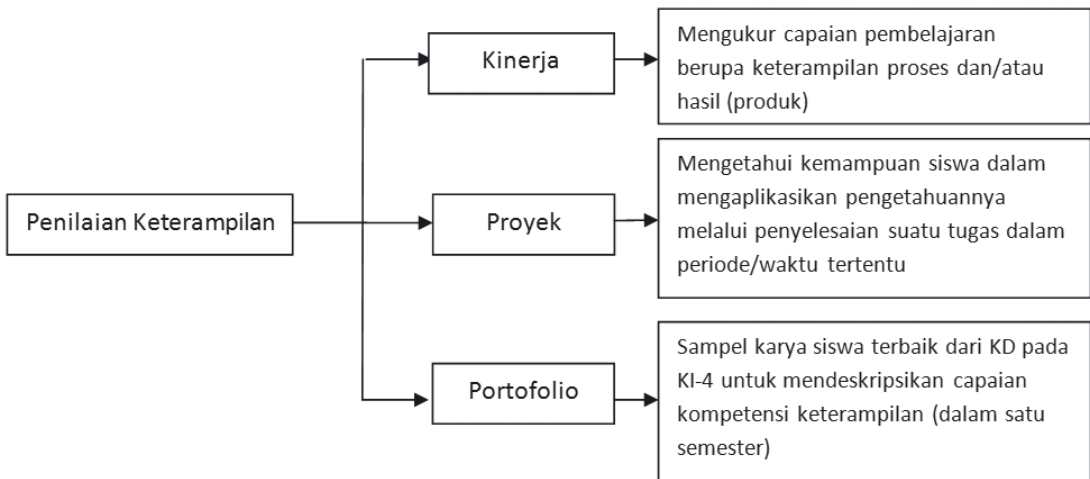 Penilaian Keterampilan
Kinerja
Mengukur capaian pembelajaran
berupa keterampilan proses dan/atau
hasil (produk)
Proyek
Mengetahui kemampuan siswa dalam
mengaplikasikan pengetahuannya
melalui penyelesaian suatu tugas dalam
periode/waktu tertentu
Portofolio
Sampel karya siswa terbaik dari KD pada
KI-4 untuk mendeskripsikan capaian
kompetensi keterampilan (dalam satu
semester)